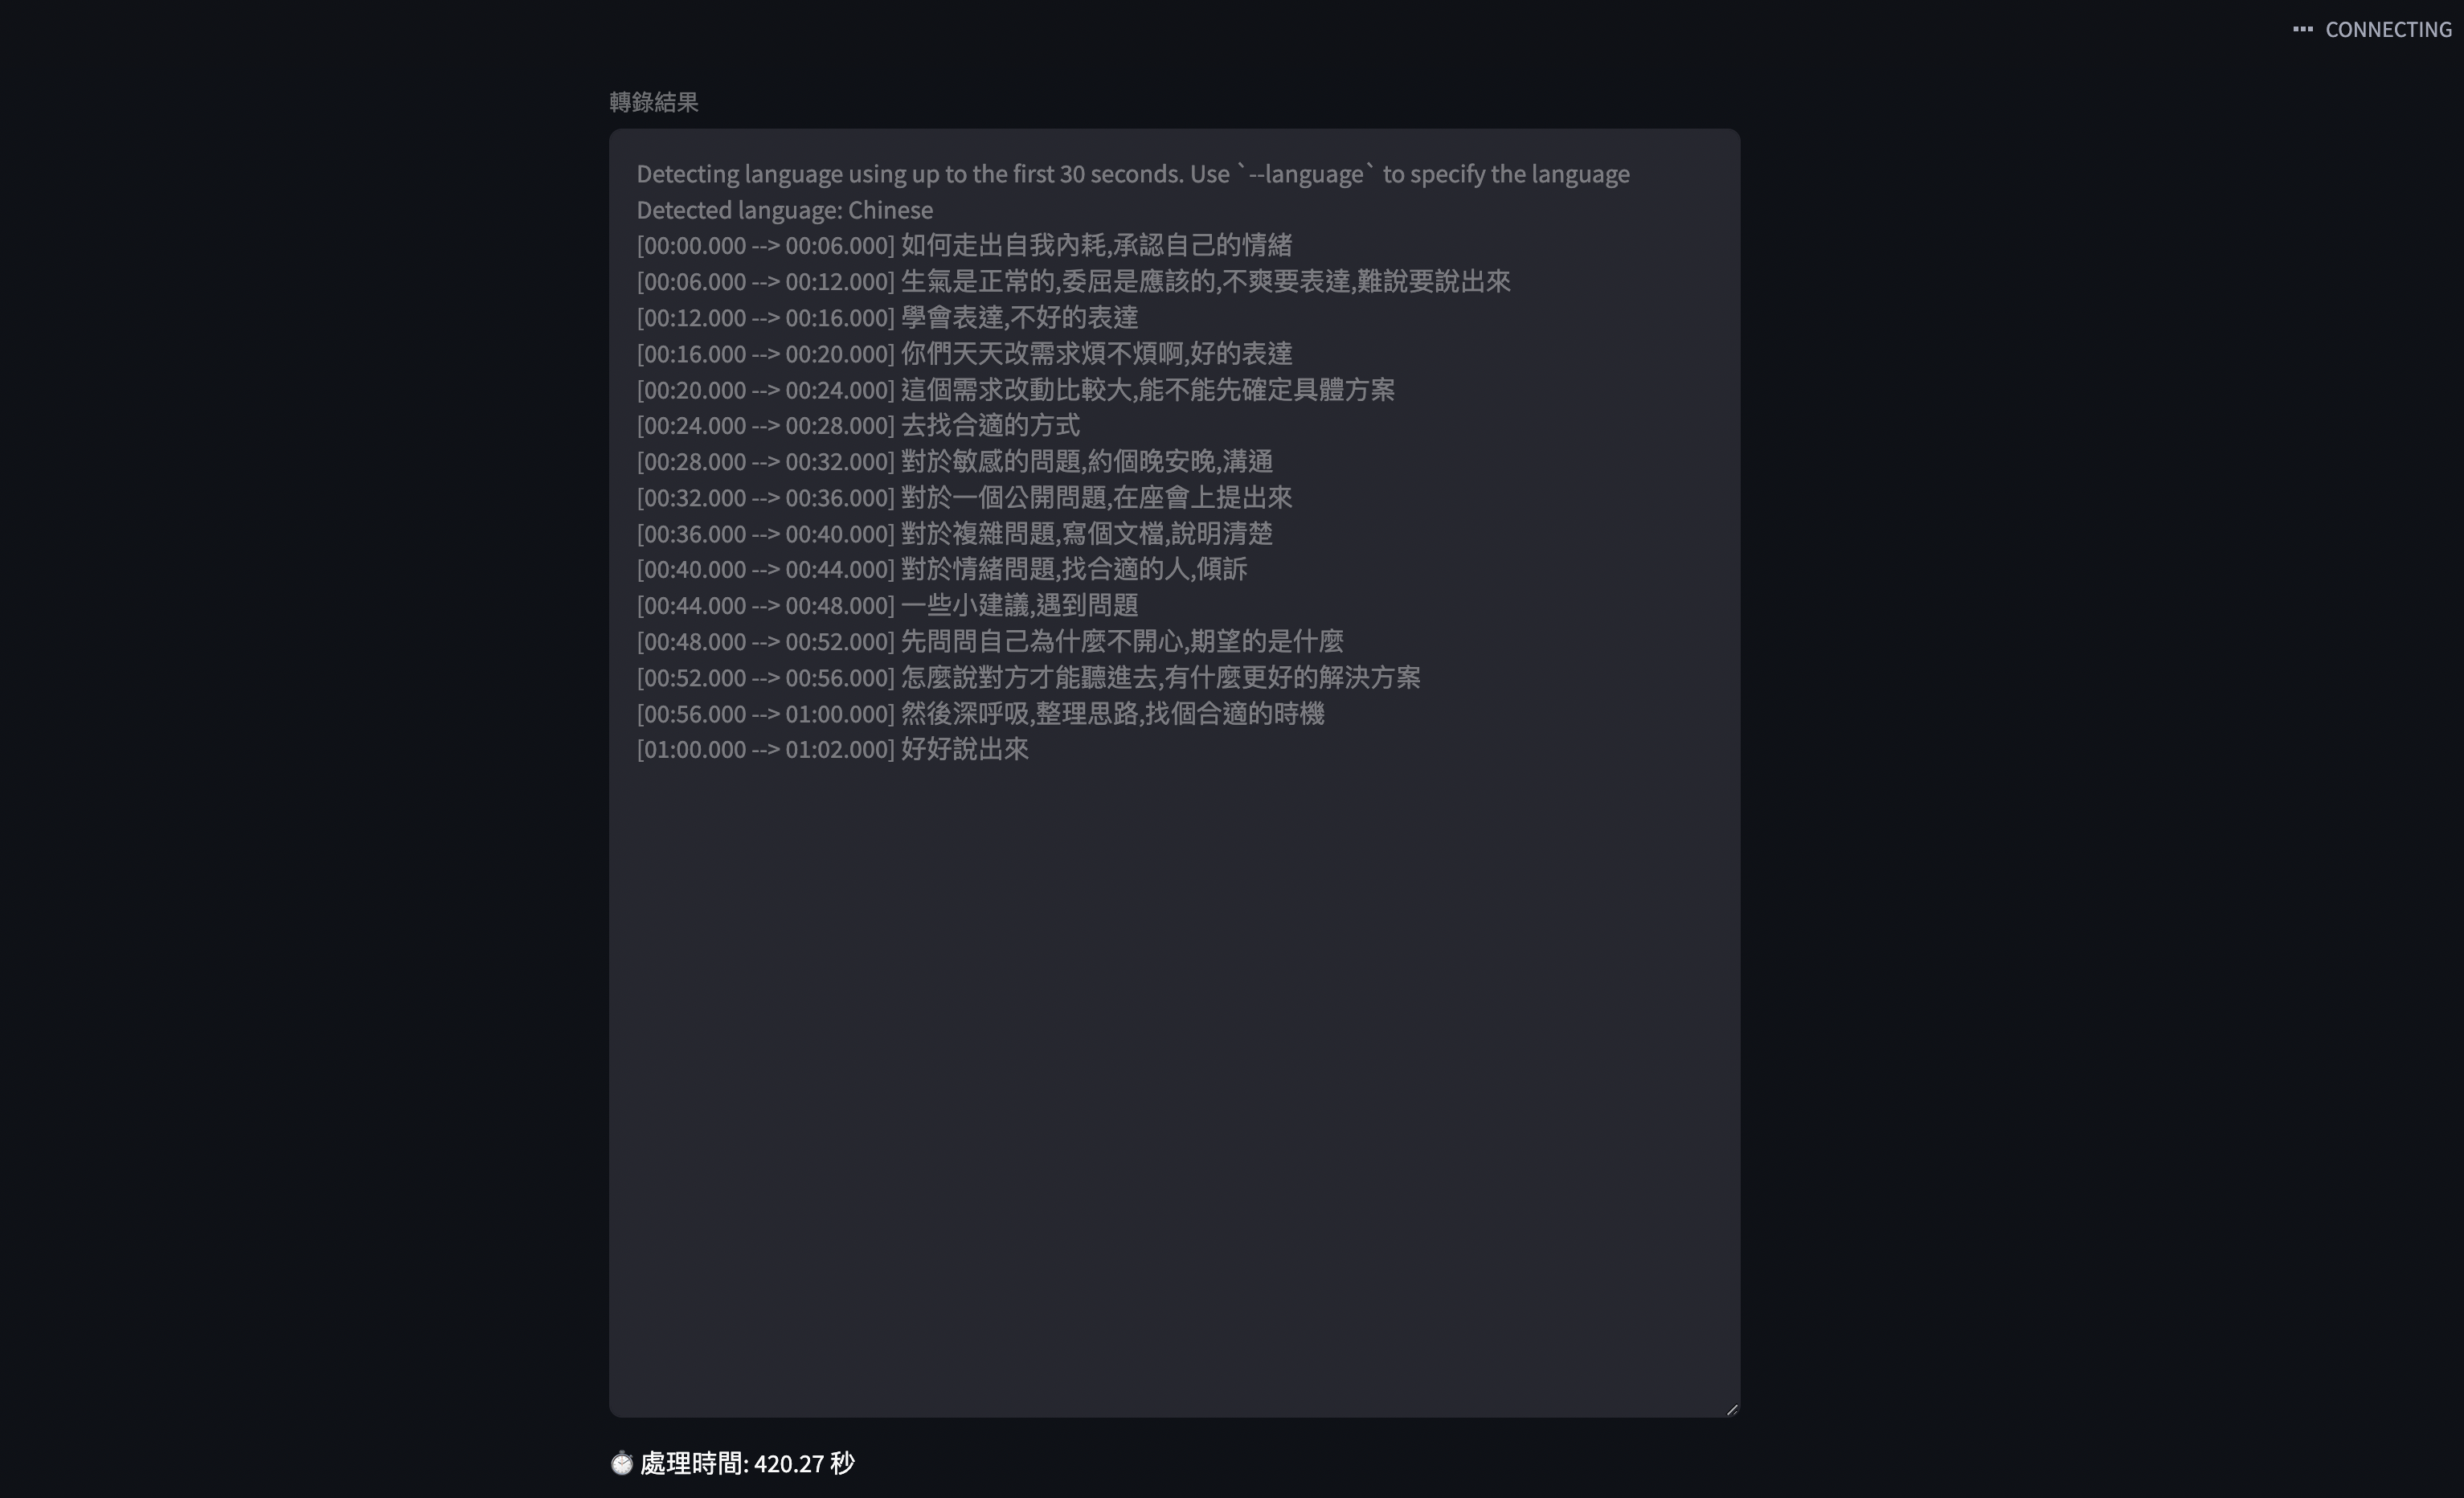 CONNECTING
轉錄結果
Detecting language using up to the first 30 seconds. Use `--language` to specify the language
Detected language: Chinese
[00:00.000 --> 00:06.000] 如何走出自我內耗,承認自己的情緒
[00:06.000 --> 00:12.000] 生氣是正常的,委屈是應該的,不爽要表達,難說要說出來
[00:12.000 --> 00:16.000] 學會表達,不好的表達
[00:16.000 --> 00:20.000] 你們天天改需求煩不煩啊,好的表達
[00:20.000 --> 00:24.000] 這個需求改動比較大,能不能先確定具體方案
[00:24.000 --> 00:28.000] 去找合適的方式
[00:28.000 --> 00:32.000] 對於敏感的問題,約個晚安晚,溝通
[00:32.000 --> 00:36.000] 對於一個公開問題,在座會上提出來
[00:36.000 --> 00:40.000] 對於複雜問題,寫個文檔,說明清楚
[00:40.000 --> 00:44.000] 對於情緒問題,找合適的人,傾訴
[00:44.000 --> 00:48.000] 一些小建議,遇到問題
[00:48.000 --> 00:52.000] 先問問自己為什麼不開心,期望的是什麼
[00:52.000 --> 00:56.000] 怎麼說對方才能聽進去,有什麼更好的解決方案
[00:56.000 --> 01:00.000] 然後深呼吸,整理思路,找個合適的時機
[01:00.000 --> 01:02.000] 好好說出來
處理時間: 420.27 秒